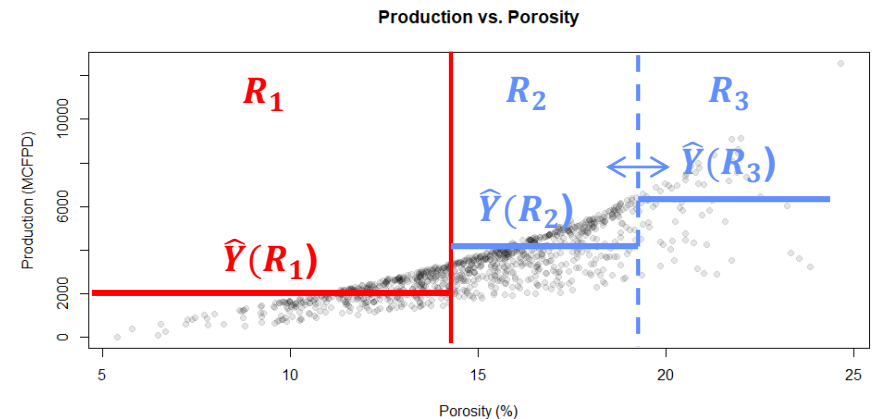 Production vs. Porosity
R₁ R₂ R₃
Ŷ(R₃)
Ŷ(R₂)
Ŷ(R₁)
Production (MCFPD)
10000
6000
2000
0
5 10 15 20 25
Porosity (%)